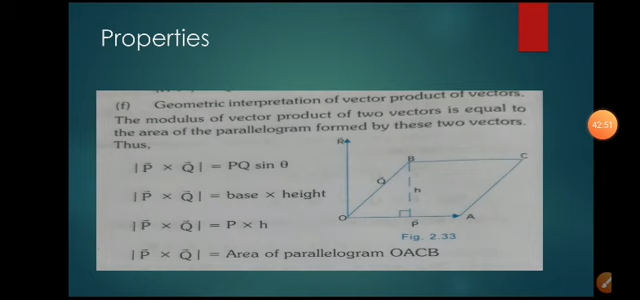 Properties
(f) Geometric interpretation of vector product of vectors.
The modulus of vector product of two vectors is equal to
the area of the parallelogram formed by these two vectors.
Thus,
|P⃗ × Q⃗| = PQ sin θ
|P⃗ × Q⃗| = base × height
|P⃗ × Q⃗| = P × h
|P⃗ × Q⃗| = Area of parallelogram OACB
R⃗
B
C
Q⃗
h
O
P⃗
A
Fig. 2.33
42:51